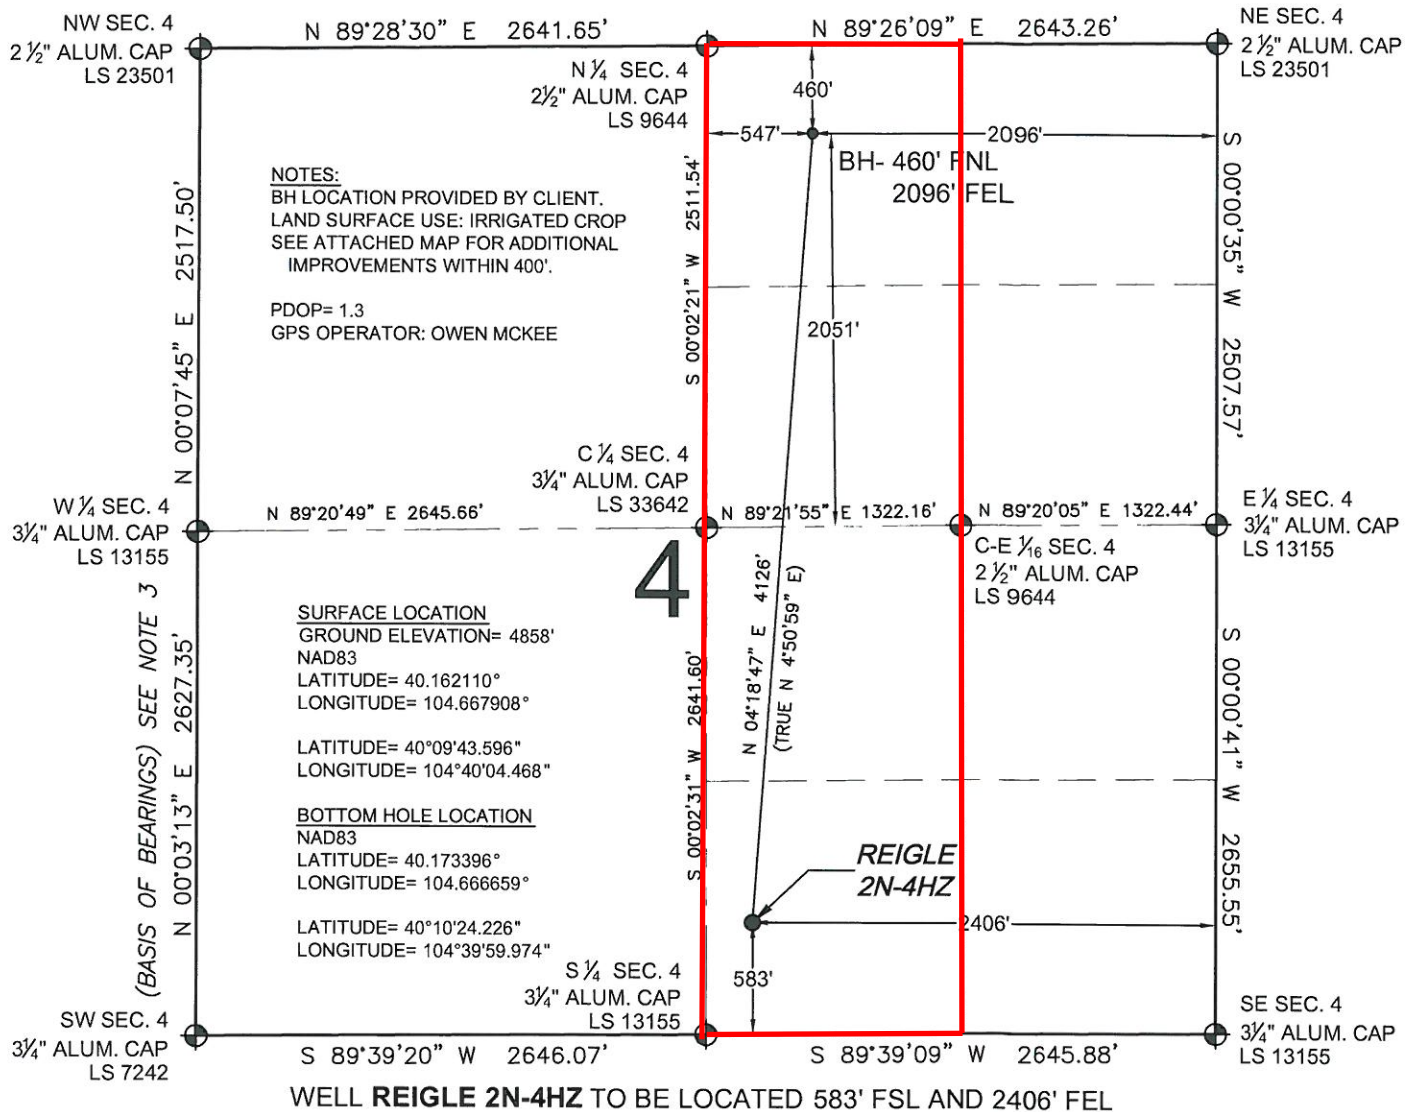 NW SEC. 4
2 ½" ALUM. CAP
LS 23501
N 89°28'30" E 2641.65'
N ¼ SEC. 4
2½" ALUM. CAP
LS 9644
N 89°26'09" E 2643.26'
NE SEC. 4
2 ½" ALUM. CAP
LS 23501
460'
547'
2096'
BH- 460' FNL
2096' FEL
NOTES:
BH LOCATION PROVIDED BY CLIENT.
LAND SURFACE USE: IRRIGATED CROP
SEE ATTACHED MAP FOR ADDITIONAL
IMPROVEMENTS WITHIN 400'.
PDOP= 1.3
GPS OPERATOR: OWEN MCKEE
N 00°07'45" E 2517.50'
S 00°02'21" W 2511.54'
2051'
S 00°00'35" W 2507.57'
C ¼ SEC. 4
3¼" ALUM. CAP
LS 33642
W ¼ SEC. 4
3¼" ALUM. CAP
LS 13155
N 89°20'49" E 2645.66'
N 89°21'55" E 1322.16'
N 89°20'05" E 1322.44'
E ¼ SEC. 4
3¼" ALUM. CAP
LS 13155
C-E 1/16 SEC. 4
2 ½" ALUM. CAP
LS 9644
4
SURFACE LOCATION
GROUND ELEVATION= 4858'
NAD83
LATITUDE= 40.162110°
LONGITUDE= 104.667908°
LATITUDE= 40°09'43.596"
LONGITUDE= 104°40'04.468"
BOTTOM HOLE LOCATION
NAD83
LATITUDE= 40.173396°
LONGITUDE= 104.666659°
LATITUDE= 40°10'24.226"
LONGITUDE= 104°39'59.974"
(BASIS OF BEARINGS) SEE NOTE 3
N 00°03'13" E 2627.35'
S 00°02'31" W 2641.60'
N 04°18'47" E 4126'
(TRUE N 4°50'59" E)
S 00°00'41" W 2655.55'
REIGLE
2N-4HZ
2406'
583'
S ¼ SEC. 4
3¼" ALUM. CAP
LS 13155
SW SEC. 4
3¼" ALUM. CAP
LS 7242
S 89°39'20" W 2646.07'
S 89°39'09" W 2645.88'
SE SEC. 4
3¼" ALUM. CAP
LS 13155
WELL REIGLE 2N-4HZ TO BE LOCATED 583' FSL AND 2406' FEL